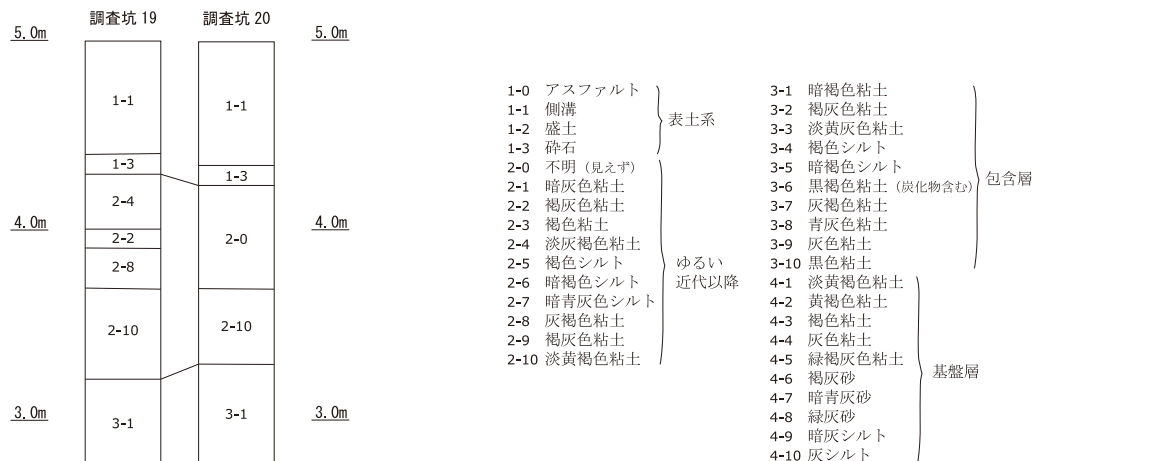 調査坑 19
調査坑 20
5.0m
5.0m
1-1
1-1
1-3
1-3
2-4
4.0m
4.0m
2-2
2-0
2-8
2-10
2-10
3-1
3-1
3.0m
3.0m
1-0 アスファルト
1-1 側溝
1-2 盛土
1-3 砕石
表土系
2-0 不明（見えず）
2-1 暗灰色粘土
2-2 褐灰色粘土
2-3 褐色粘土
2-4 淡灰褐色粘土
2-5 褐色シルト
2-6 暗褐色シルト
2-7 暗青灰色シルト
2-8 灰褐色粘土
2-9 褐灰色粘土
2-10 淡黄褐色粘土
ゆるい
近代以降
3-1 暗褐色粘土
3-2 褐灰色粘土
3-3 淡黄灰色粘土
3-4 褐色シルト
3-5 暗褐色シルト
3-6 黒褐色粘土（炭化物含む）
3-7 灰褐色粘土
3-8 青灰色粘土
3-9 灰色粘土
3-10 黒色粘土
包含層
4-1 淡黄褐色粘土
4-2 黄褐色粘土
4-3 褐色粘土
4-4 灰色粘土
4-5 緑褐灰色粘土
4-6 褐灰砂
4-7 暗青灰砂
4-8 緑灰砂
4-9 暗灰シルト
4-10 灰シルト
基盤層